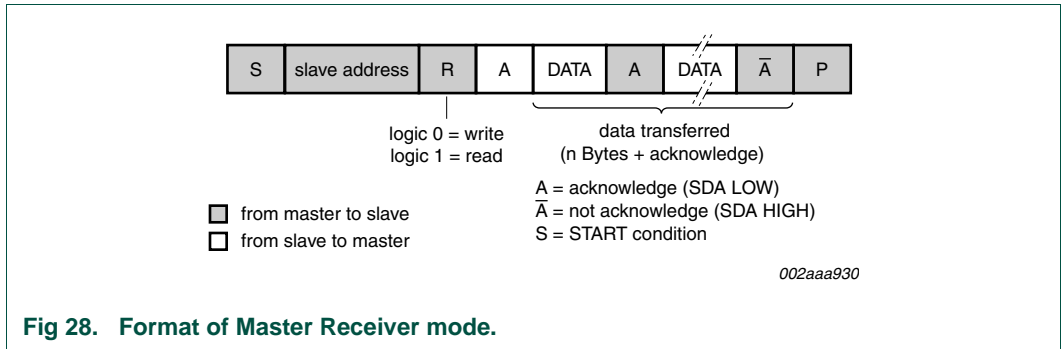 S slave address R A DATA A DATA A̅ P
logic 0 = write
logic 1 = read
data transferred
(n Bytes + acknowledge)
A = acknowledge (SDA LOW)
A̅ = not acknowledge (SDA HIGH)
S = START condition
from master to slave
from slave to master
002aaa930
Fig 28. Format of Master Receiver mode.